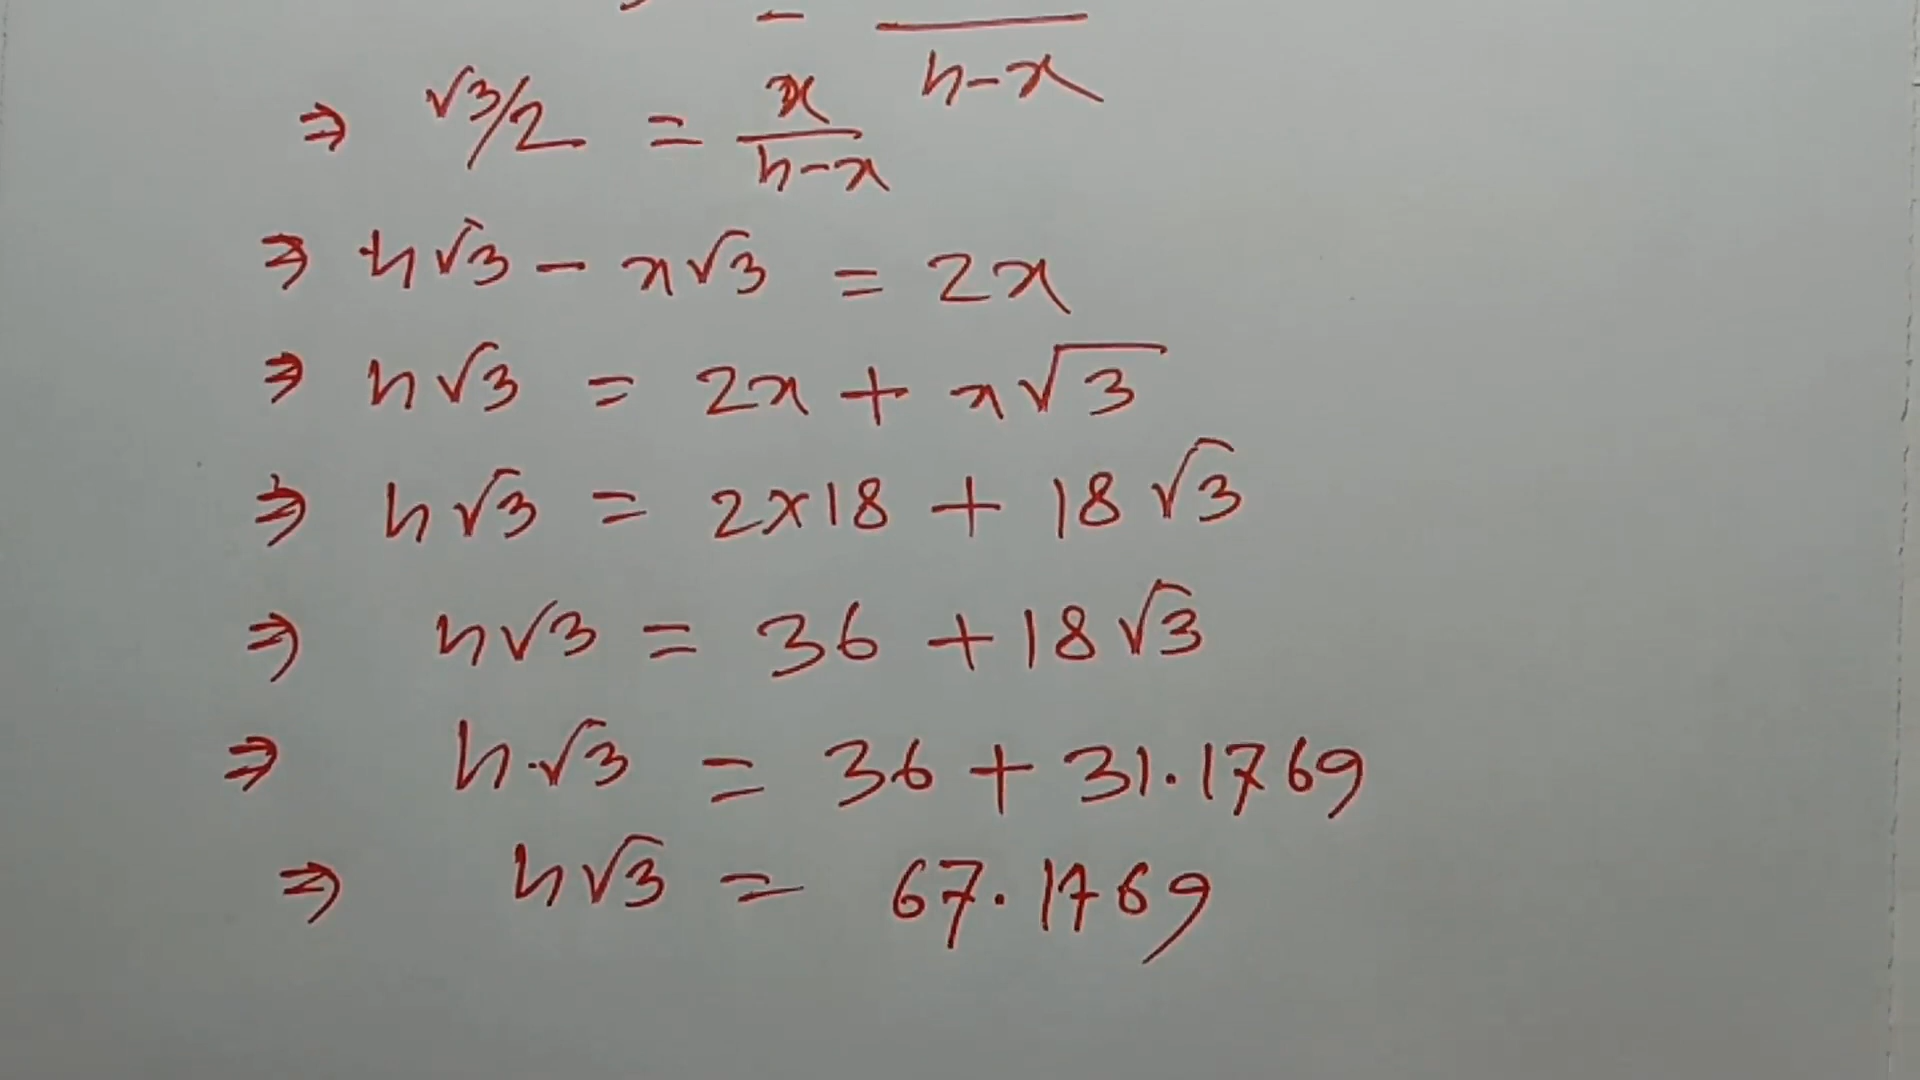 h-x
⇒ √3/2 = x/h-x
⇒ h√3 - x√3 = 2x
⇒ h√3 = 2x + x√3
⇒ h√3 = 2×18 + 18√3
⇒ h√3 = 36 + 18√3
⇒ h.√3 = 36 + 31.1769
⇒ h√3 = 67.1769